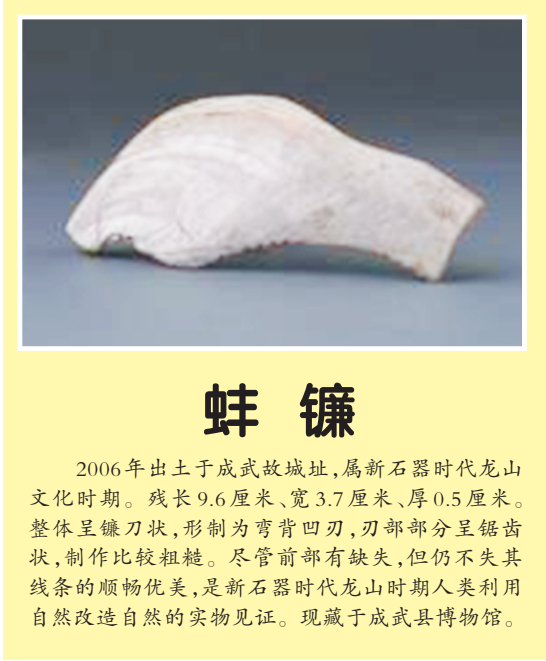 蚌镰
2006年出土于成武故城址,属新石器时代龙山
文化时期。残长9.6厘米、宽3.7厘米、厚0.5厘米。
整体呈镰刀状,形制为弯背凹刃,刃部部分呈锯齿
状,制作比较粗糙。尽管前部有缺失,但仍不失其
线条的顺畅优美,是新石器时代龙山时期人类利用
自然改造自然的实物见证。现藏于成武县博物馆。